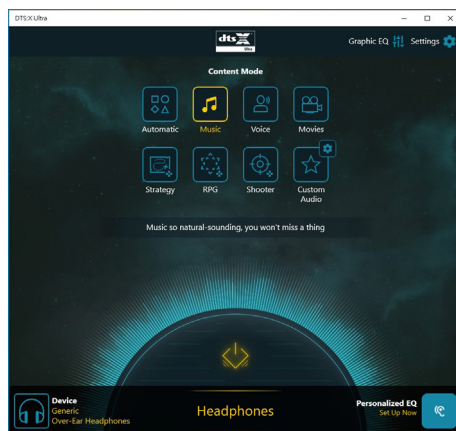 DTS:X Ultra
dts X
Ultra
Graphic EQ
Settings
Content Mode
Automatic
Music
Voice
Movies
Strategy
RPG
Shooter
Custom
Audio
Music so natural-sounding, you won't miss a thing
Device
Generic
Over-Ear Headphones
Headphones
Personalized EQ
Set Up Now